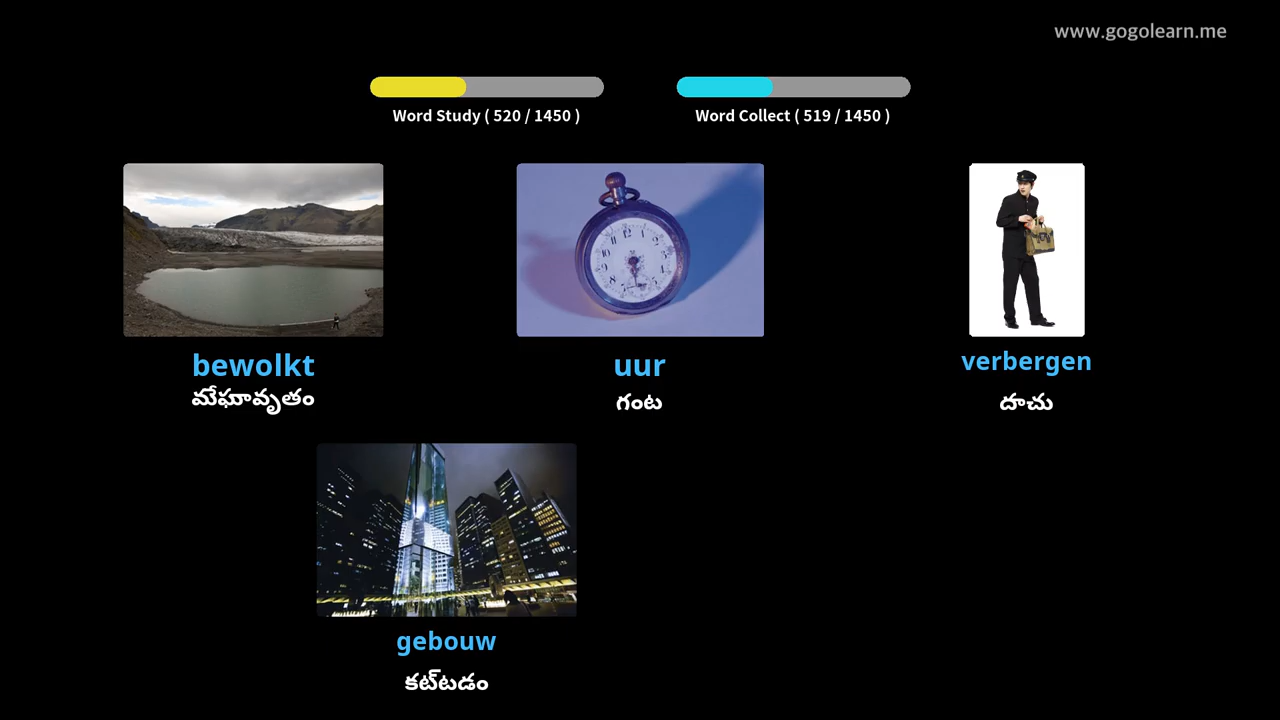 www.gogolearn.me
Word Study ( 520 / 1450 )
Word Collect ( 519 / 1450 )
bewolkt
మేఘావృతం
uur
గంట
verbergen
దాచు
gebouw
కట్టడం